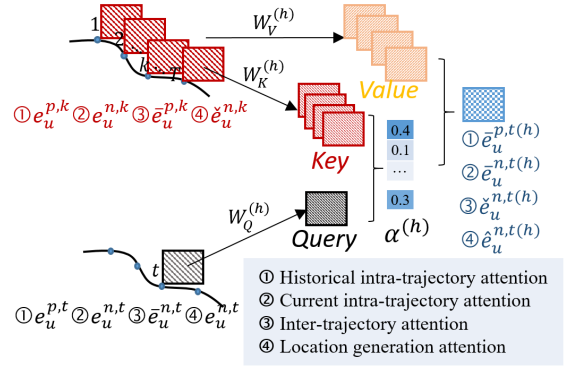 1
2
k
... T
W_V^{(h)}
W_K^{(h)}
Value
① e_u^{p,k} ② e_u^{n,k} ③ ē_u^{p,k} ④ ě_u^{n,k}
Key
0.4
0.1
...
0.3
① ē_u^{p,t(h)}
② ē_u^{n,t(h)}
③ ě_u^{n,t(h)}
④ ê_u^{n,t(h)}
W_Q^{(h)}
Query
α^{(h)}
t
① e_u^{p,t} ② e_u^{n,t} ③ ē_u^{n,t} ④ e_u^{n,t}
① Historical intra-trajectory attention
② Current intra-trajectory attention
③ Inter-trajectory attention
④ Location generation attention